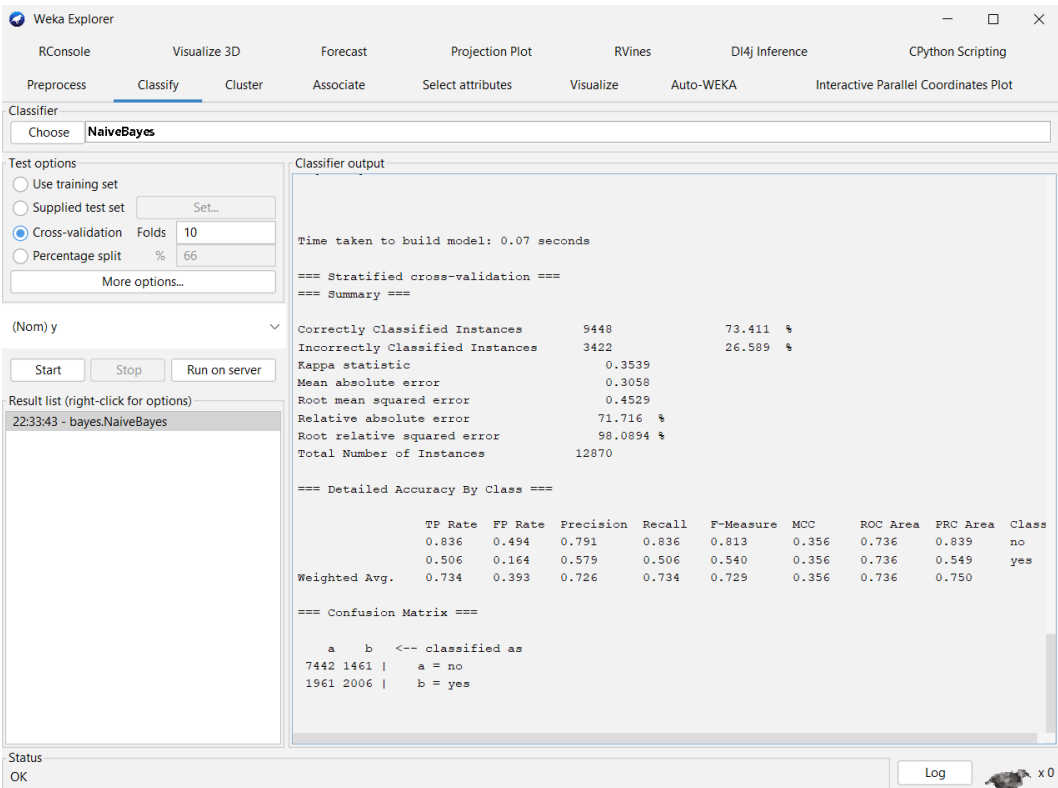 Weka Explorer
RConsole Visualize 3D Forecast Projection Plot RVines Dl4j Inference CPython Scripting
Preprocess Classify Cluster Associate Select attributes Visualize Auto-WEKA Interactive Parallel Coordinates Plot
Classifier
Choose NaiveBayes
Test options
Use training set
Supplied test set Set...
Cross-validation Folds 10
Percentage split % 66
More options...
(Nom) y
Start Stop Run on server
Result list (right-click for options)
22:33:43 - bayes.NaiveBayes
Classifier output
Time taken to build model: 0.07 seconds
=== Stratified cross-validation ===
=== Summary ===
Correctly Classified Instances 9448 73.411 %
Incorrectly Classified Instances 3422 26.589 %
Kappa statistic 0.3539
Mean absolute error 0.3058
Root mean squared error 0.4529
Relative absolute error 71.716 %
Root relative squared error 98.0894 %
Total Number of Instances 12870
=== Detailed Accuracy By Class ===
TP Rate FP Rate Precision Recall F-Measure MCC ROC Area PRC Area Class
0.836 0.494 0.791 0.836 0.813 0.356 0.736 0.839 no
0.506 0.164 0.579 0.506 0.540 0.356 0.736 0.549 yes
Weighted Avg. 0.734 0.393 0.726 0.734 0.729 0.356 0.736 0.750
=== Confusion Matrix ===
a b <-- classified as
7442 1461 | a = no
1961 2006 | b = yes
Status
OK
Log x 0